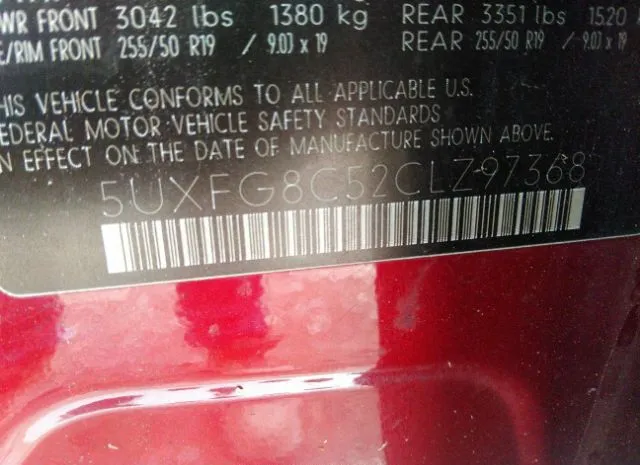 WR FRONT 3042 lbs 1380 kg REAR 3351 lbs 1520
E/RIM FRONT 255/50 R19 / 9.0J x 19 REAR 255/50 R19 / 9.0J x 19
HIS VEHICLE CONFORMS TO ALL APPLICABLE U.S.
EDERAL MOTOR VEHICLE SAFETY STANDARDS
N EFFECT ON THE DATE OF MANUFACTURE SHOWN ABOVE.
5UXFG8C52CLZ97368